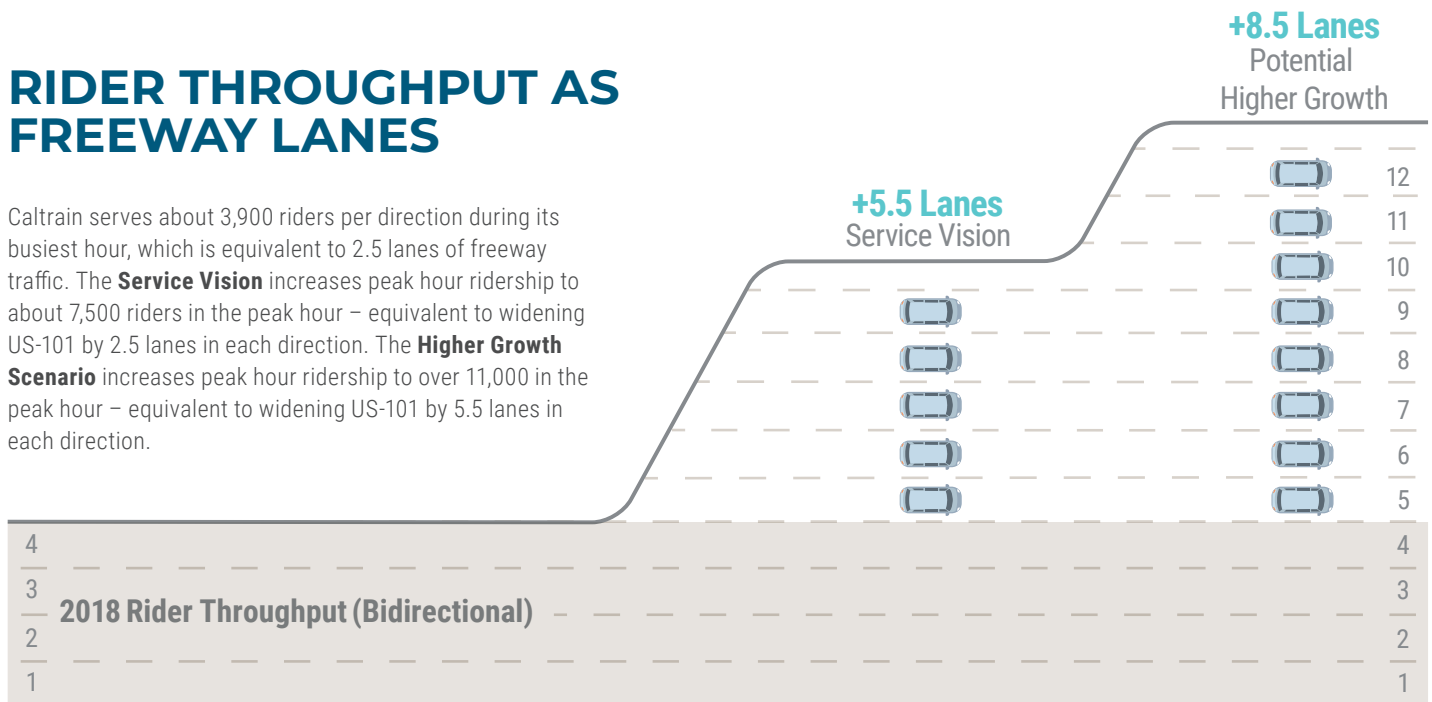 RIDER THROUGHPUT AS
FREEWAY LANES
Caltrain serves about 3,900 riders per direction during its
busiest hour, which is equivalent to 2.5 lanes of freeway
traffic. The Service Vision increases peak hour ridership to
about 7,500 riders in the peak hour – equivalent to widening
US-101 by 2.5 lanes in each direction. The Higher Growth
Scenario increases peak hour ridership to over 11,000 in the
peak hour – equivalent to widening US-101 by 5.5 lanes in
each direction.
+5.5 Lanes
Service Vision
+8.5 Lanes
Potential
Higher Growth
12
11
10
9
8
7
6
5
4
3
2
1
4
3
2
1
2018 Rider Throughput (Bidirectional)